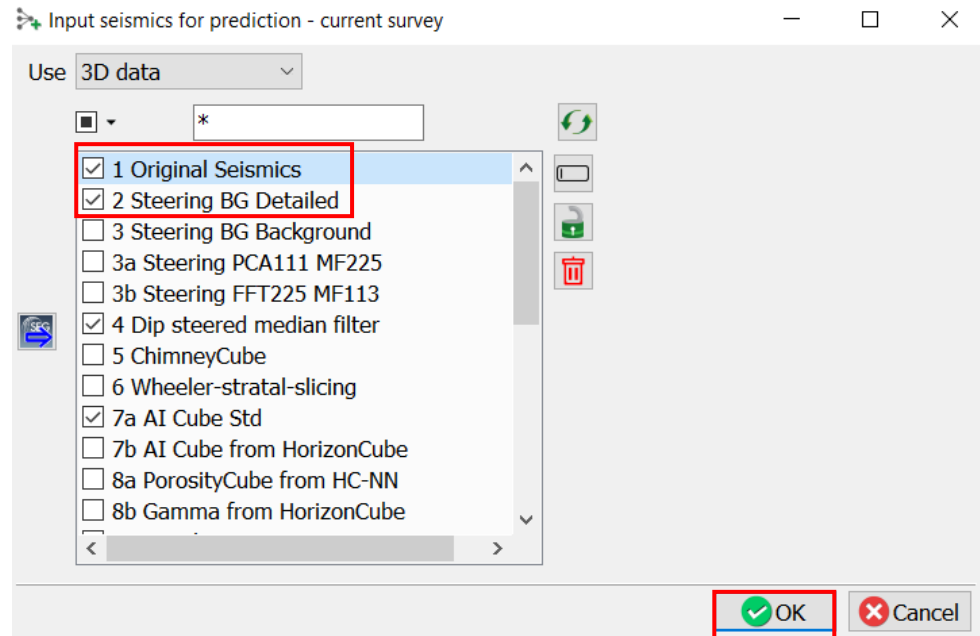 Input seismics for prediction - current survey
Use 3D data
*
1 Original Seismics
2 Steering BG Detailed
3 Steering BG Background
3a Steering PCA111 MF225
3b Steering FFT225 MF113
SEG
4 Dip steered median filter
5 ChimneyCube
6 Wheeler-stratal-slicing
7a AI Cube Std
7b AI Cube from HorizonCube
8a PorosityCube from HC-NN
8b Gamma from HorizonCube
OK Cancel